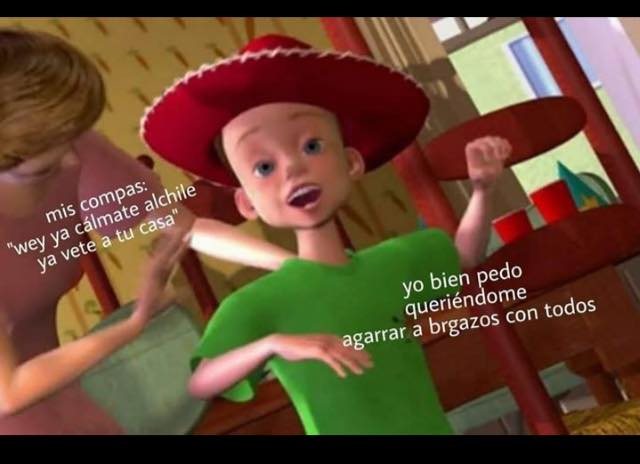 mis compas:
"wey ya cálmate alchile
ya vete a tu casa"
yo bien pedo
queriéndome
agarrar a brgazos con todos